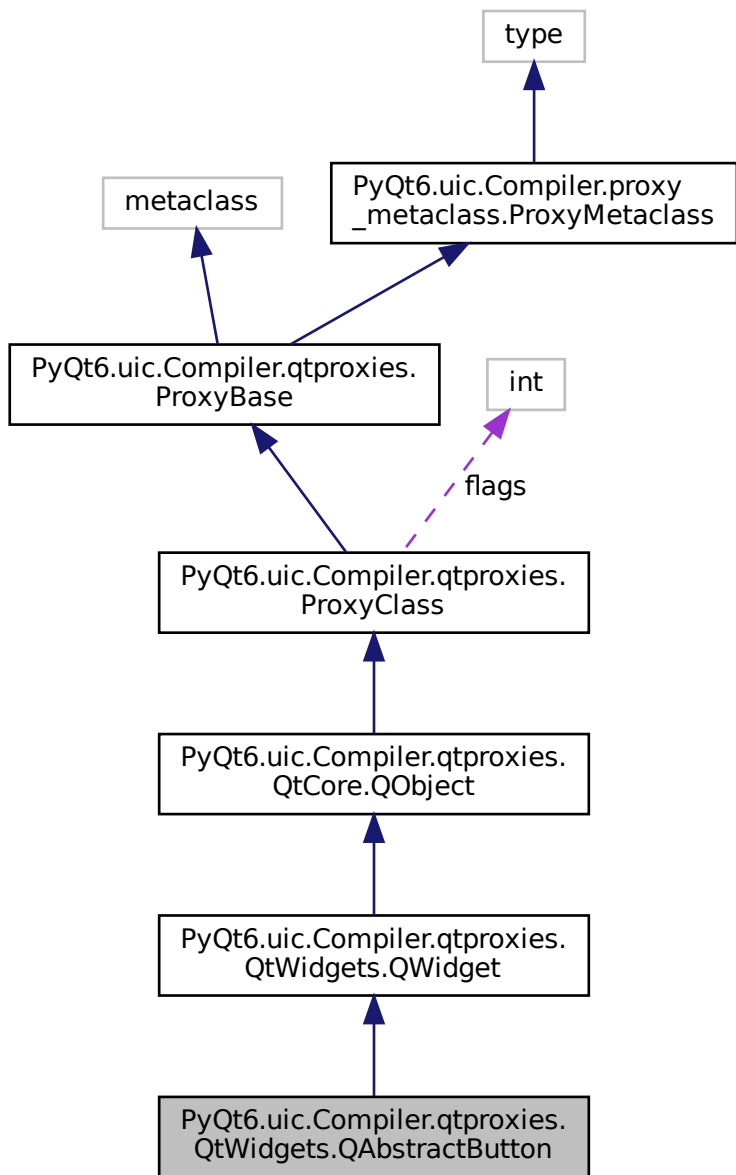 type
PyQt6.uic.Compiler.proxy
_metaclass.ProxyMetaclass
metaclass
PyQt6.uic.Compiler.qtproxies.
ProxyBase
int
flags
PyQt6.uic.Compiler.qtproxies.
ProxyClass
PyQt6.uic.Compiler.qtproxies.
QtCore.QObject
PyQt6.uic.Compiler.qtproxies.
QtWidgets.QWidget
PyQt6.uic.Compiler.qtproxies.
QtWidgets.QAbstractButton